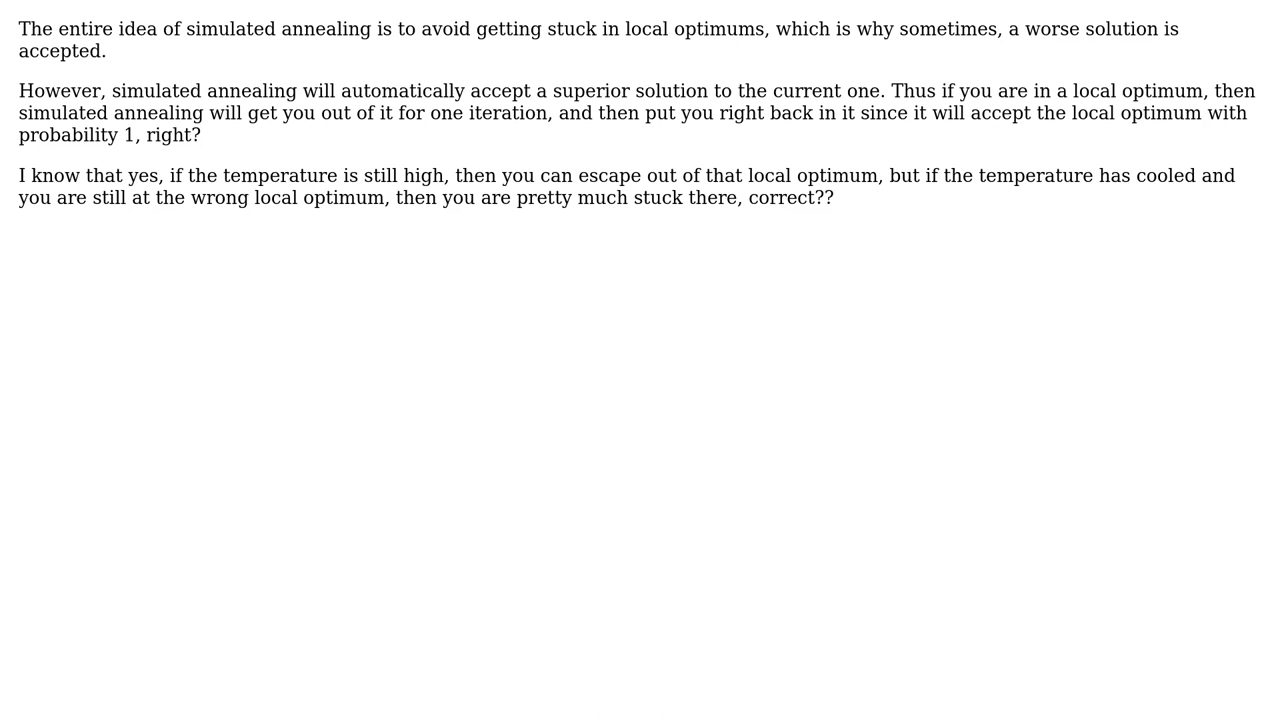 The entire idea of simulated annealing is to avoid getting stuck in local optimums, which is why sometimes, a worse solution is
accepted.
However, simulated annealing will automatically accept a superior solution to the current one. Thus if you are in a local optimum, then
simulated annealing will get you out of it for one iteration, and then put you right back in it since it will accept the local optimum with
probability 1, right?
I know that yes, if the temperature is still high, then you can escape out of that local optimum, but if the temperature has cooled and
you are still at the wrong local optimum, then you are pretty much stuck there, correct??